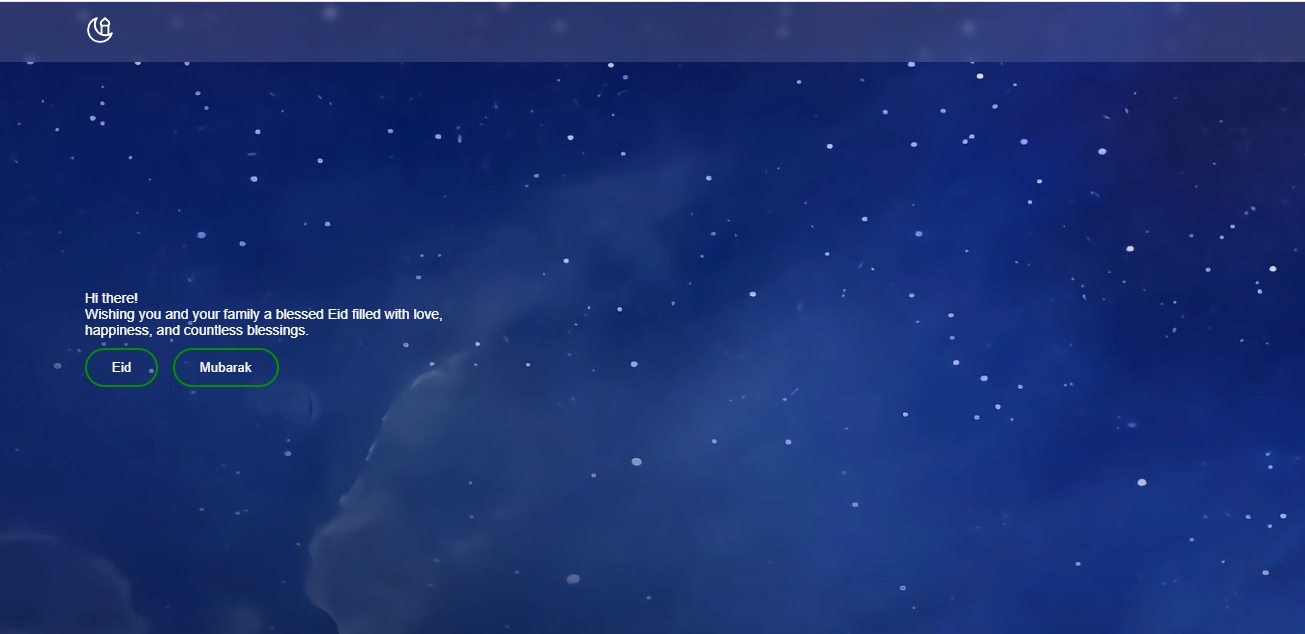 Hi there!
Wishing you and your family a blessed Eid filled with love,
happiness, and countless blessings.
Eid
Mubarak